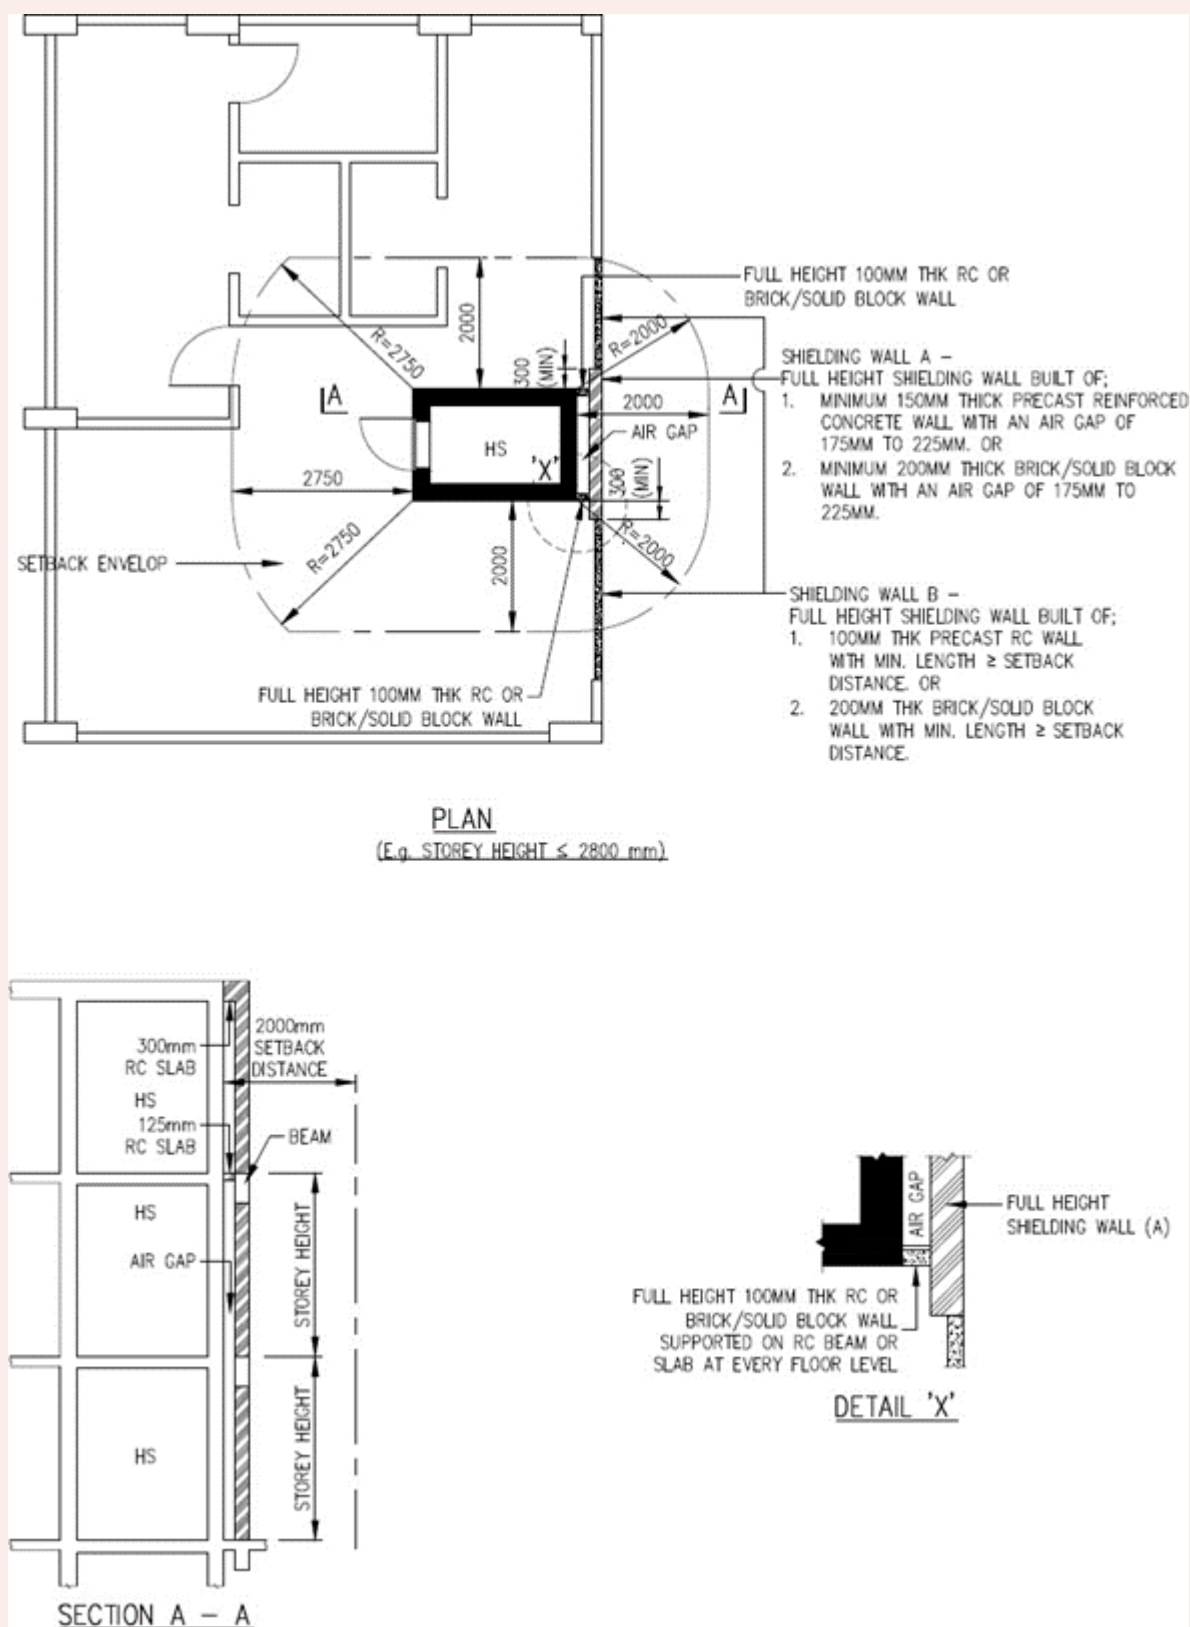 FULL HEIGHT 100MM THK RC OR
BRICK/SOLID BLOCK WALL
R=2750
2000
300
(MIN)
R=2000
SHIELDING WALL A –
FULL HEIGHT SHIELDING WALL BUILT OF;
1. MINIMUM 150MM THICK PRECAST REINFORCED
CONCRETE WALL WITH AN AIR GAP OF
175MM TO 225MM. OR
2. MINIMUM 200MM THICK BRICK/SOLID BLOCK
WALL WITH AN AIR GAP OF 175MM TO
225MM.
A
2000
A
AIR GAP
HS
'X'
300
(MIN)
2750
R=2750
2000
R=2000
SETBACK ENVELOP
SHIELDING WALL B –
FULL HEIGHT SHIELDING WALL BUILT OF;
1. 100MM THK PRECAST RC WALL
WITH MIN. LENGTH ≥ SETBACK
DISTANCE. OR
2. 200MM THK BRICK/SOLID BLOCK
WALL WITH MIN. LENGTH ≥ SETBACK
DISTANCE.
FULL HEIGHT 100MM THK RC OR
BRICK/SOLID BLOCK WALL
PLAN
(E.g. STOREY HEIGHT ≤ 2800 mm)
2000mm
SETBACK
DISTANCE
300mm
RC SLAB
HS
125mm
RC SLAB
BEAM
HS
AIR GAP
STOREY HEIGHT
HS
STOREY HEIGHT
SECTION A – A
AIR GAP
FULL HEIGHT
SHIELDING WALL (A)
FULL HEIGHT 100MM THK RC OR
BRICK/SOLID BLOCK WALL
SUPPORTED ON RC BEAM OR
SLAB AT EVERY FLOOR LEVEL
DETAIL 'X'